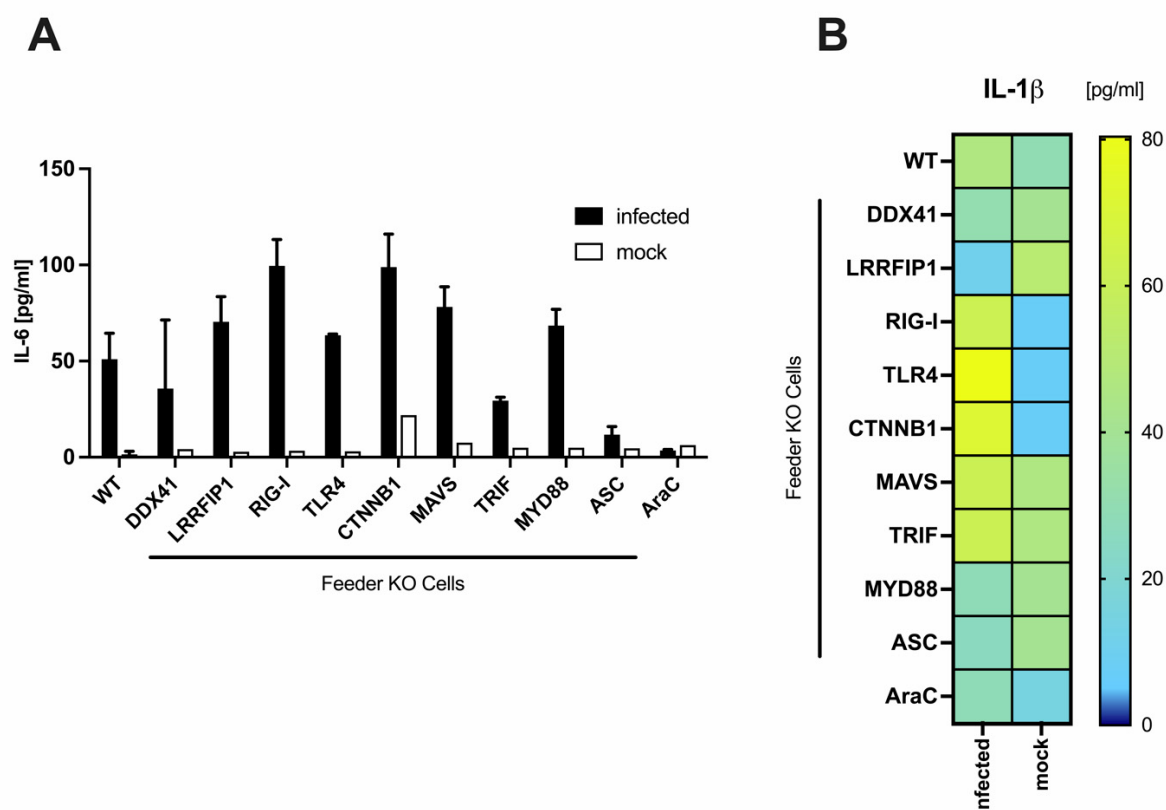 A
IL-6 [pg/ml]
150
100
50
0
infected
mock
WT
DDX41
LRRFIP1
RIG-I
TLR4
CTNNB1
MAVS
TRIF
MYD88
ASC
AraC
Feeder KO Cells
B
IL-1β
[pg/ml]
WT
DDX41
LRRFIP1
RIG-I
TLR4
CTNNB1
MAVS
TRIF
MYD88
ASC
AraC
Feeder KO Cells
nfected
mock
80
60
40
20
0